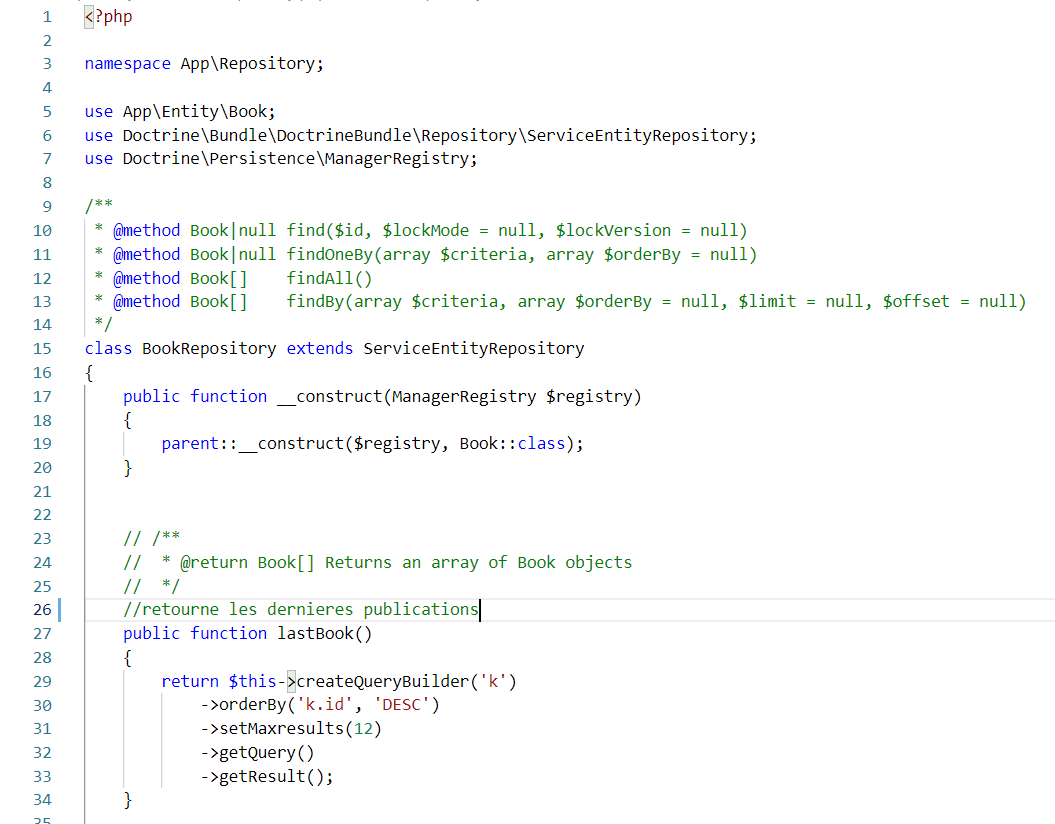 1 <?php
2
3 namespace App\Repository;
4
5 use App\Entity\Book;
6 use Doctrine\Bundle\DoctrineBundle\Repository\ServiceEntityRepository;
7 use Doctrine\Persistence\ManagerRegistry;
8
9 /**
10  * @method Book|null find($id, $lockMode = null, $lockVersion = null)
11  * @method Book|null findOneBy(array $criteria, array $orderBy = null)
12  * @method Book[]    findAll()
13  * @method Book[]    findBy(array $criteria, array $orderBy = null, $limit = null, $offset = null)
14  */
15 class BookRepository extends ServiceEntityRepository
16 {
17     public function __construct(ManagerRegistry $registry)
18     {
19         parent::__construct($registry, Book::class);
20     }
21
22
23     // /**
24     //  * @return Book[] Returns an array of Book objects
25     //  */
26     //retourne les dernieres publications
27     public function lastBook()
28     {
29         return $this->createQueryBuilder('k')
30             ->orderBy('k.id', 'DESC')
31             ->setMaxresults(12)
32             ->getQuery()
33             ->getResult();
34     }
35